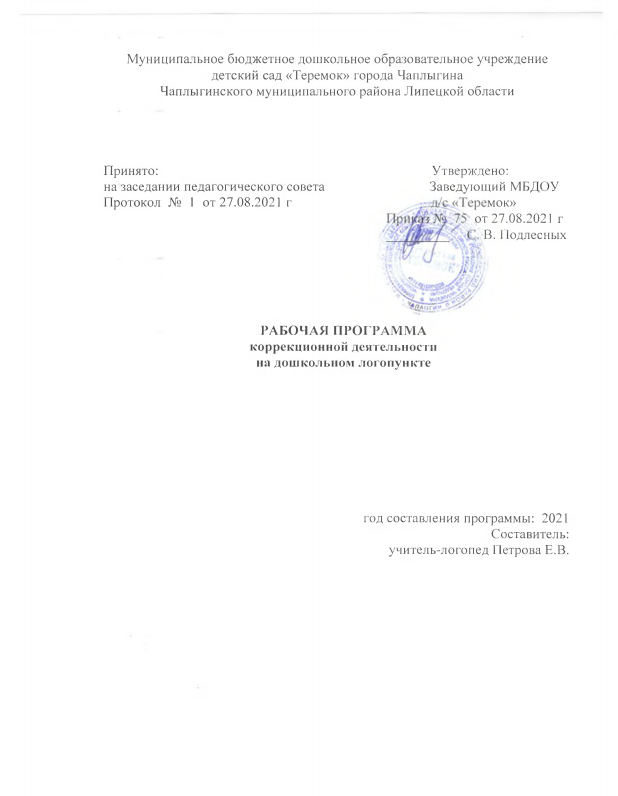 Муниципальное бюджетное дошкольное образовательное учреждение
детский сад «Теремок» города Чаплыгина
Чаплыгинского муниципального района Липецкой области
Принято: Утверждено:
на заседании педагогического совета Заведующий МБДОУ
Протокол № 1 от 27.08.2021 г д/с «Теремок»
Приказ № 75 от 27.08.2021 г
С. В. Подлесных
РАБОЧАЯ ПРОГРАММА
коррекционной деятельности
на дошкольном логопункте
год составления программы: 2021
Составитель:
учитель-логопед Петрова Е.В.